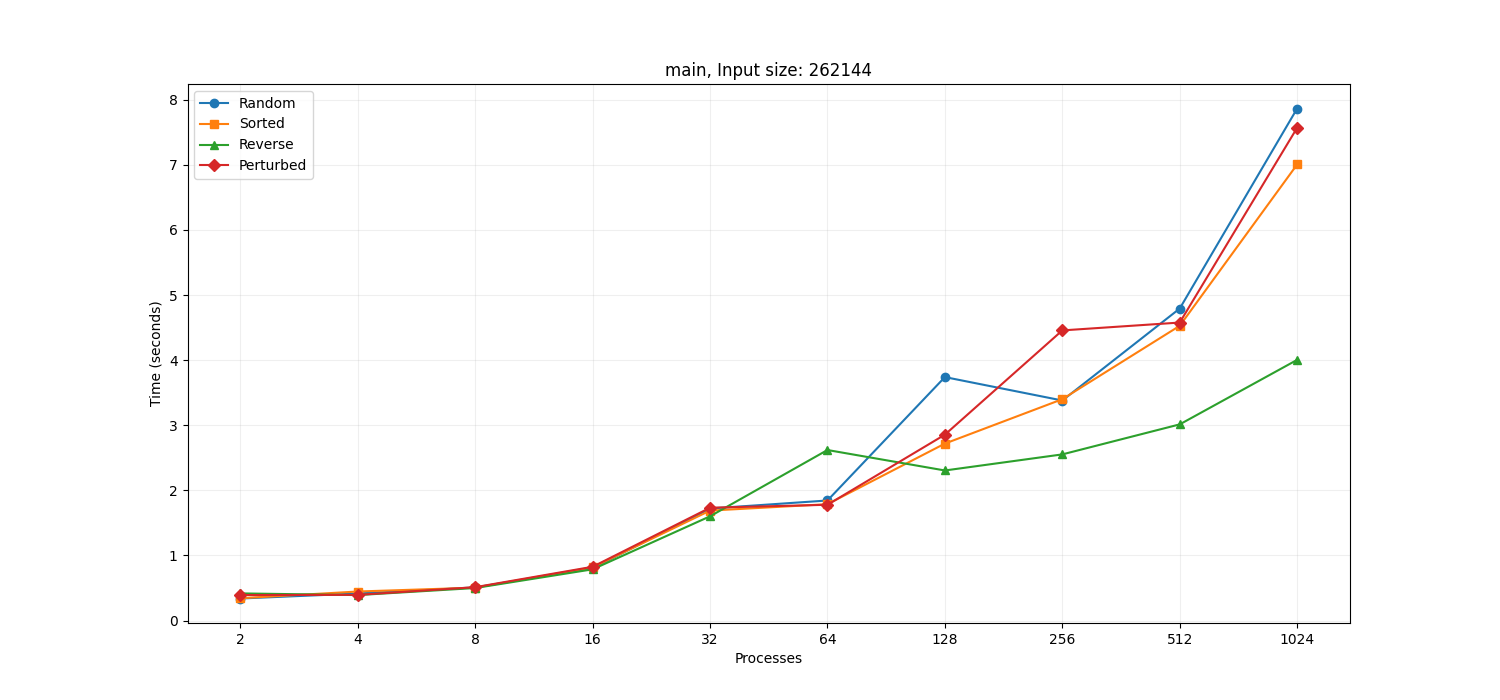 main, Input size: 262144
Random
Sorted
Reverse
Perturbed
Time (seconds)
8
7
6
5
4
3
2
1
0
2 4 8 16 32 64 128 256 512 1024
Processes